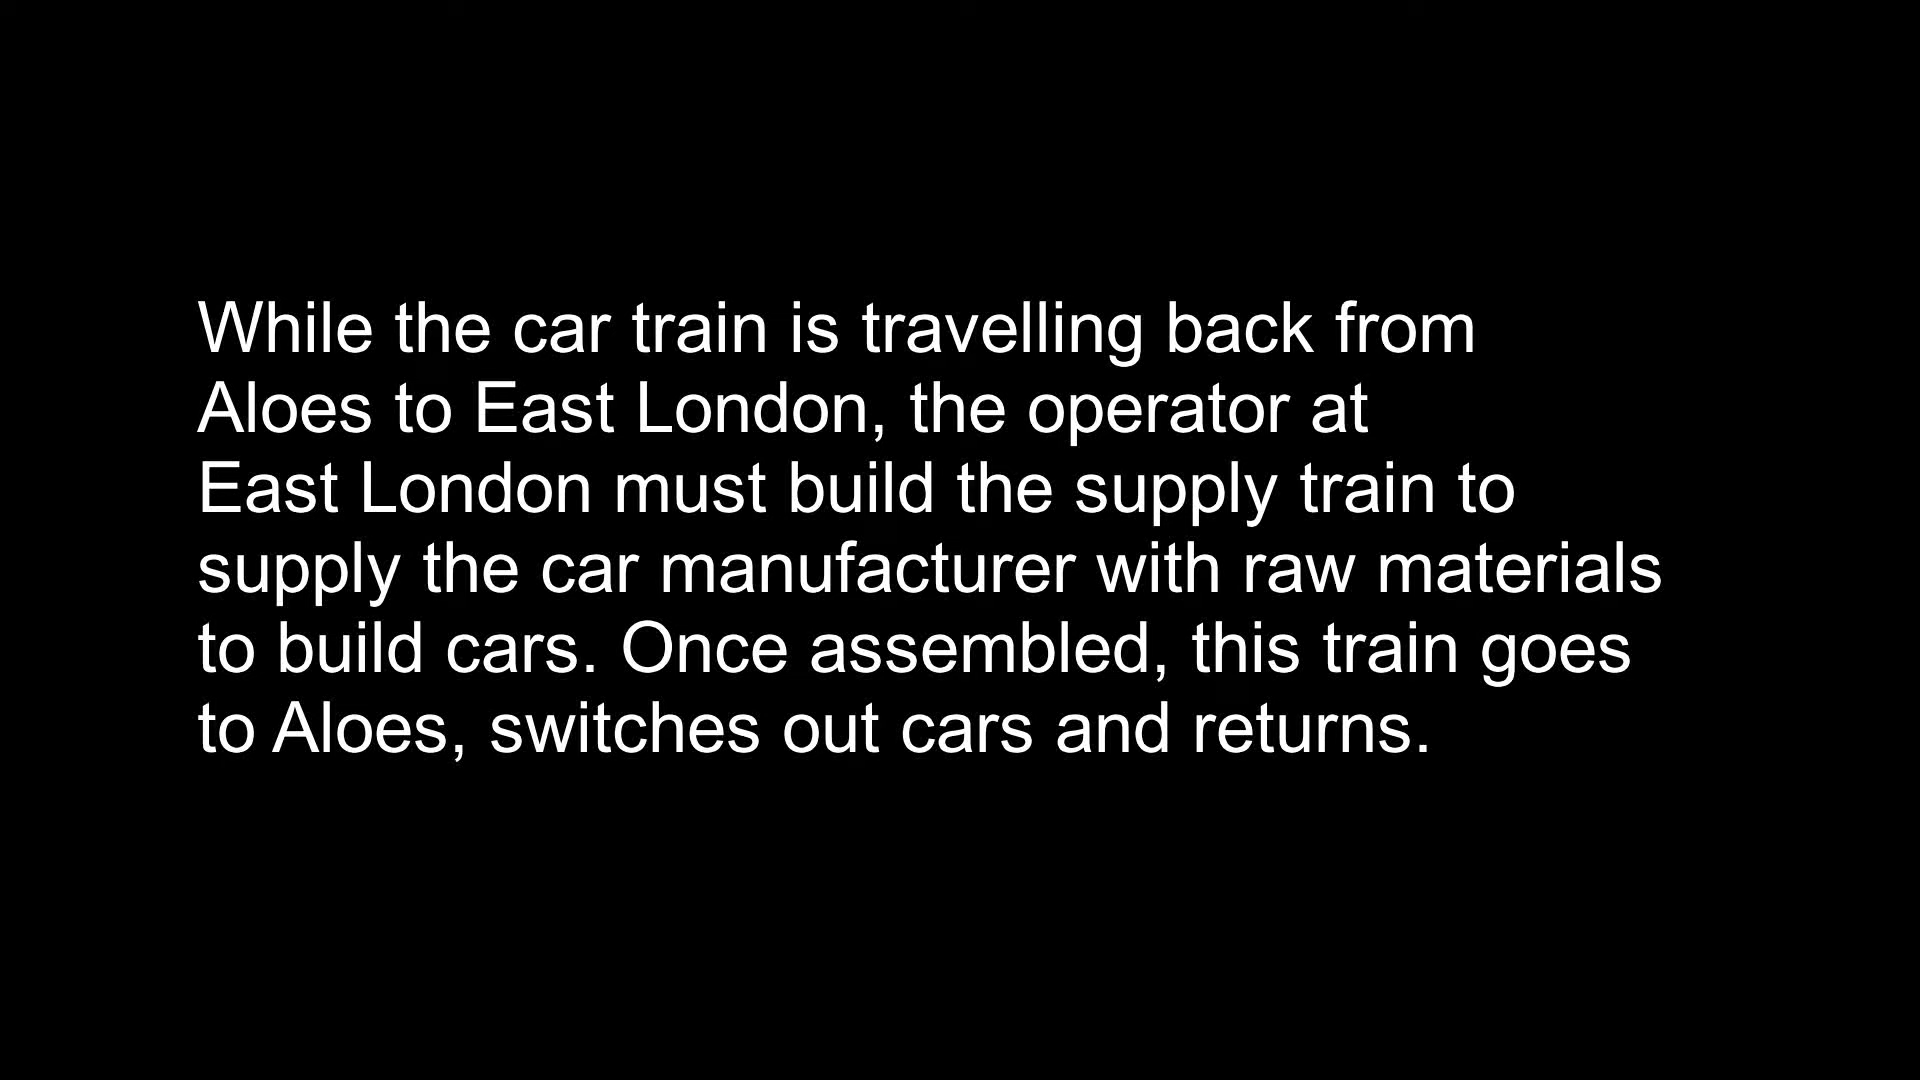 While the car train is travelling back from
Aloes to East London, the operator at
East London must build the supply train to
supply the car manufacturer with raw materials
to build cars. Once assembled, this train goes
to Aloes, switches out cars and returns.